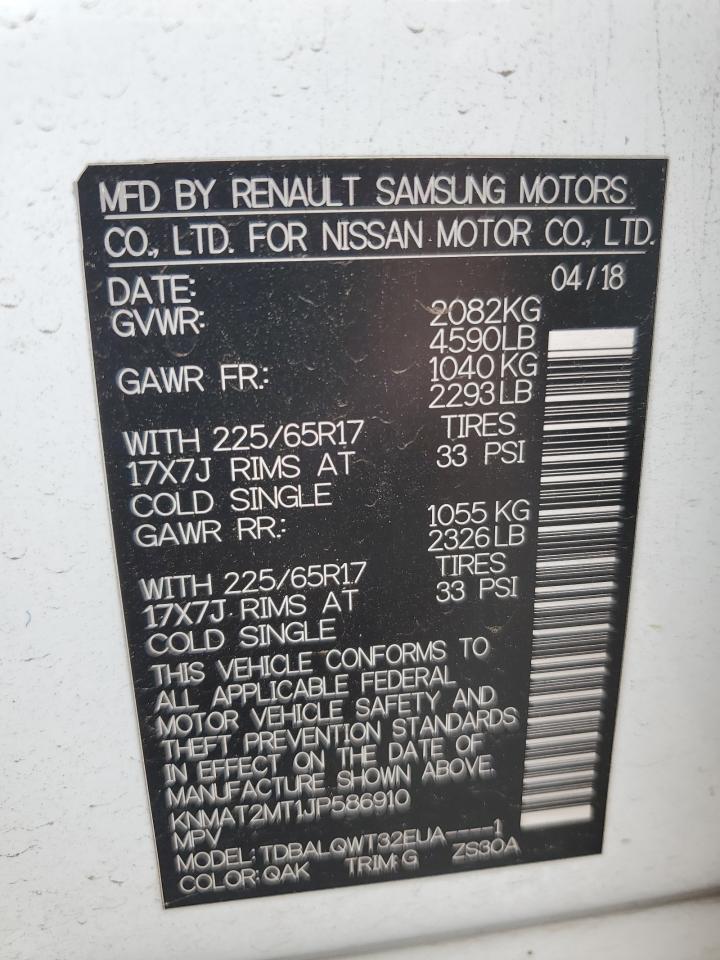 MFD BY RENAULT SAMSUNG MOTORS
CO., LTD. FOR NISSAN MOTOR CO., LTD.
DATE: 04/18
GVWR: 2082KG
4590LB
GAWR FR.: 1040 KG
2293 LB
WITH 225/65R17 TIRES
17X7J RIMS AT 33 PSI
COLD SINGLE
GAWR RR.: 1055 KG
2326 LB
WITH 225/65R17 TIRES
17X7J RIMS AT 33 PSI
COLD SINGLE
THIS VEHICLE CONFORMS TO
ALL APPLICABLE FEDERAL
MOTOR VEHICLE SAFETY AND
THEFT PREVENTION STANDARDS
IN EFFECT ON THE DATE OF
MANUFACTURE SHOWN ABOVE.
KNMAT2MT1JP586910
MPV
MODEL: TDBALQWT32EUA----1
COLOR: QAK TRIM: G ZS30A